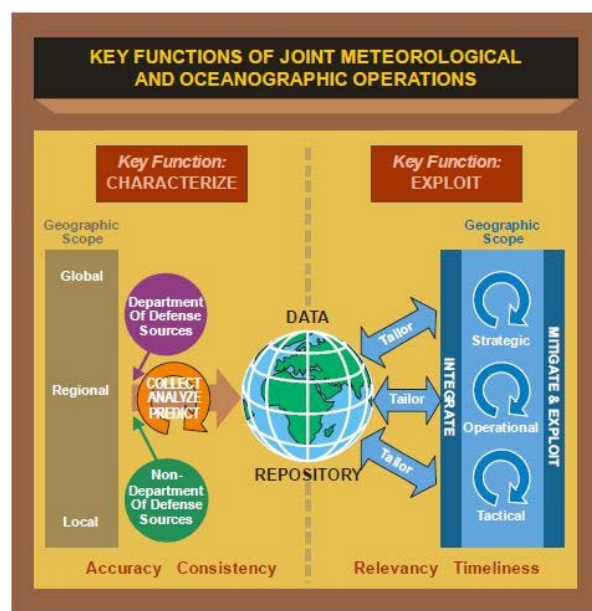 KEY FUNCTIONS OF JOINT METEOROLOGICAL
AND OCEANOGRAPHIC OPERATIONS
Key Function:
CHARACTERIZE
Key Function:
EXPLOIT
Geographic
Scope
Global
Regional
Local
Department
Of Defense
Sources
COLLECT
ANALYZE
PREDICT
Non-
Department
Of Defense
Sources
DATA
REPOSITORY
Tailor
Tailor
Tailor
Geographic
Scope
INTEGRATE
Strategic
Operational
Tactical
MITIGATE & EXPLOIT
Accuracy Consistency
Relevancy Timeliness